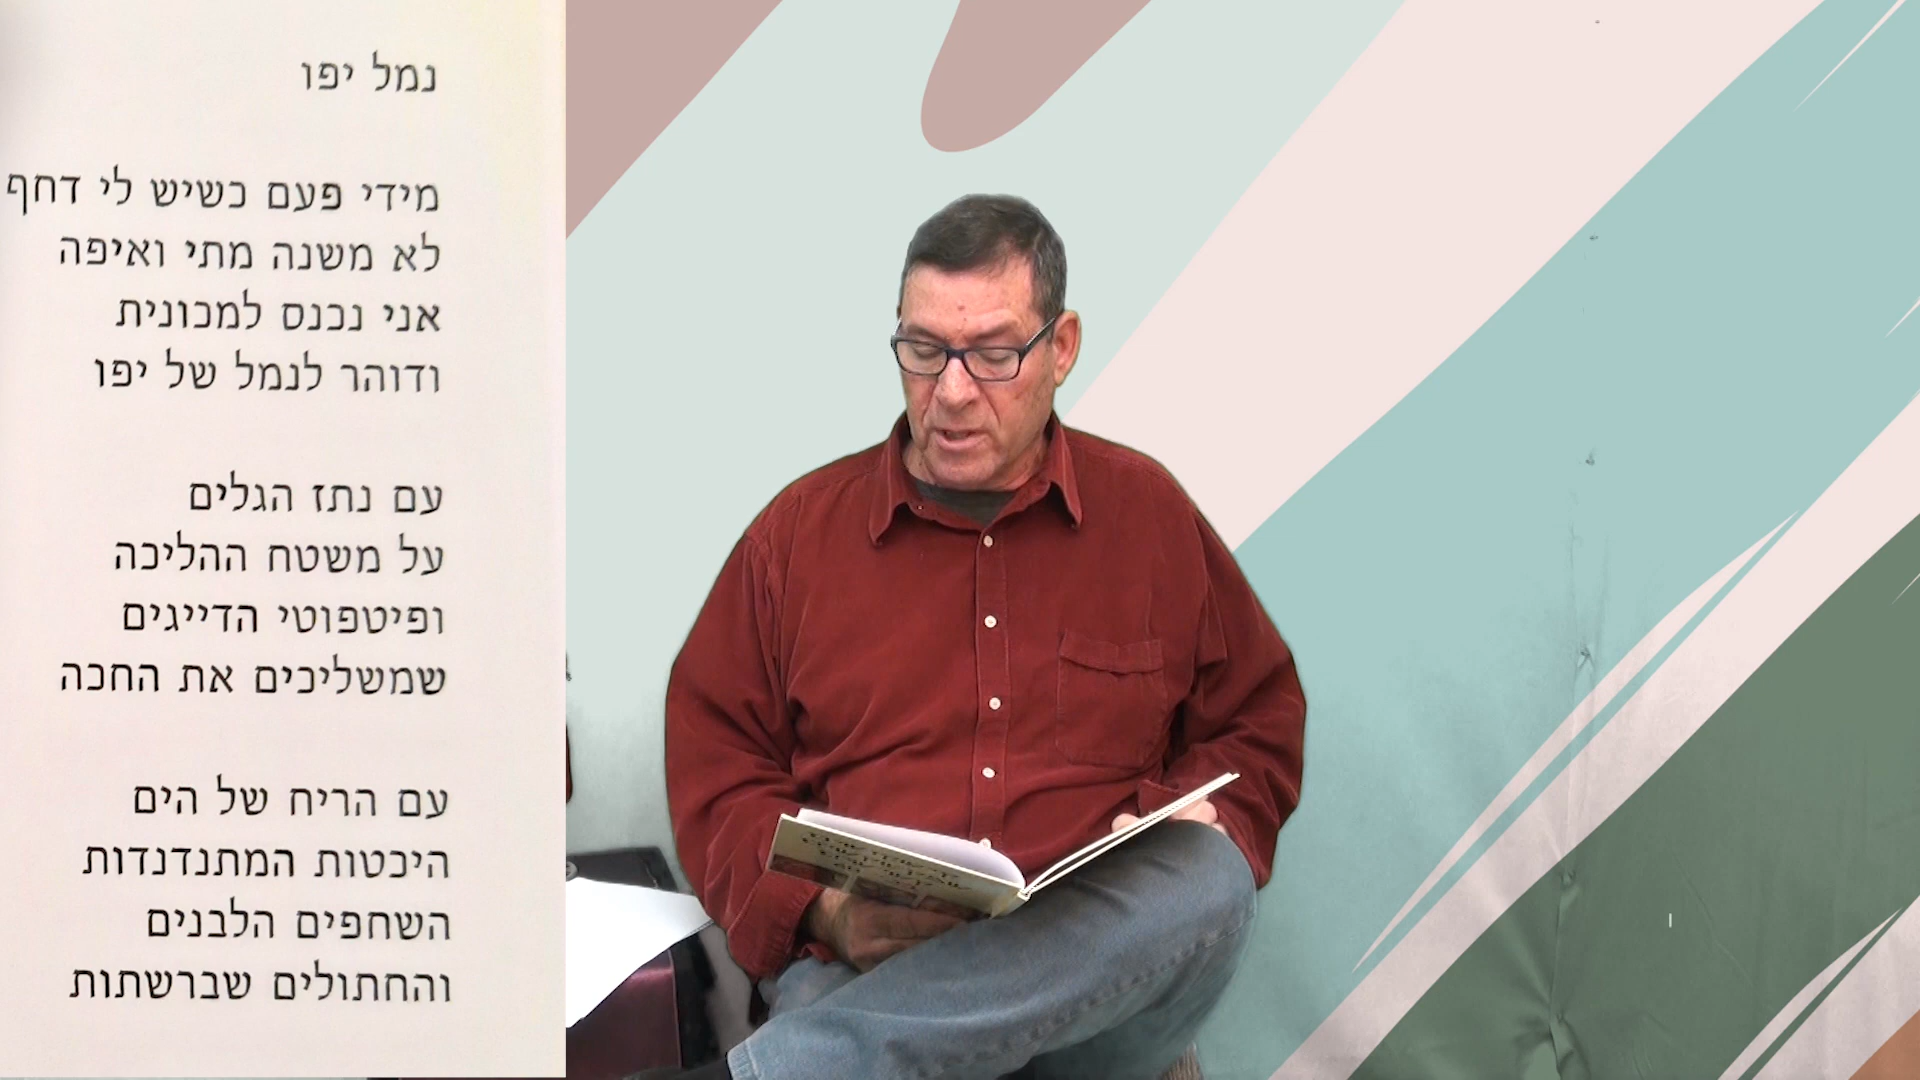 נמל יפו
מידי פעם כשיש לי דחף
לא משנה מתי ואיפה
אני נכנס למכונית
ודוהר לנמל של יפו
עם נתז הגלים
על משטח ההליכה
ופיטפוטי הדייגים
שמשליכים את החכה
עם הריח של הים
היכטות המתנדנדות
השחפים הלבנים
והחתולים שברשתות